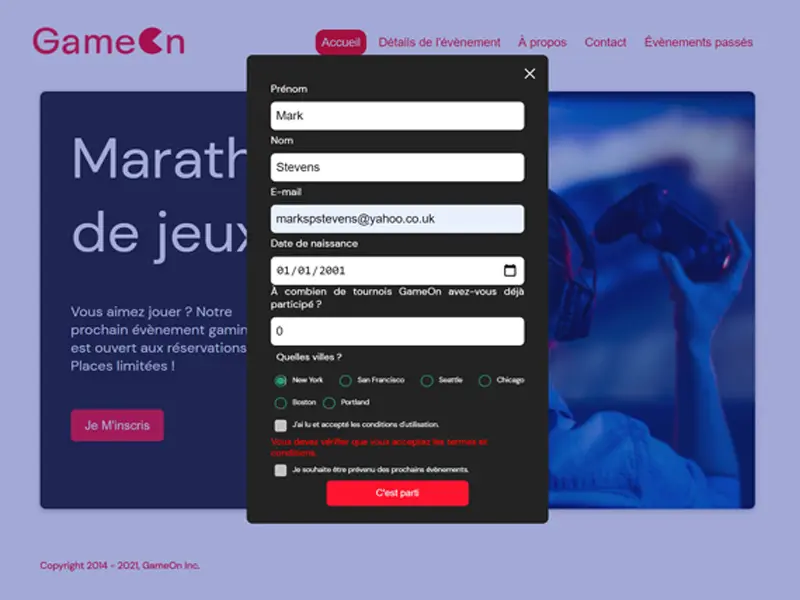 GameOn
Accueil
Détails de l'évènement
À propos
Contact
Évènements passés
Marath
de jeux
Vous aimez jouer ? Notre
prochain évènement gamin
est ouvert aux réservations
Places limitées !
Je M'inscris
Prénom
Mark
Nom
Stevens
E-mail
markspstevens@yahoo.co.uk
Date de naissance
01/01/2001
À combien de tournois GameOn avez-vous déjà
participé ?
0
Quelles villes ?
New York
San Francisco
Seattle
Chicago
Boston
Portland
J'ai lu et accepté les conditions d'utilisation.
Vous devez vérifier que vous acceptez les termes et
conditions.
Je souhaite être prévenu des prochains évènements.
C'est parti
Copyright 2014 - 2021, GameOn Inc.